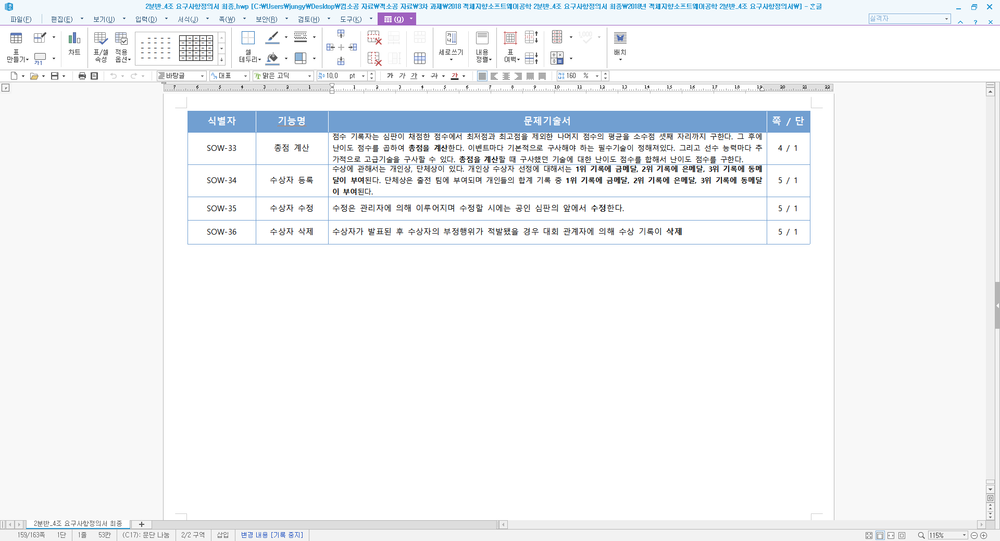 2분반_4조 요구사항정의서 최종.hwp [C:₩Users₩jungy₩Desktop₩컴소공 자료₩객소공 자료₩3차 과제₩2018 객체지향소프트웨어공학 2분반_4조 요구사항정의서 최종₩2018년 객체지향소프트웨어공학 2분반_4조 요구사항정의서₩] - 흔글
파일(F) 편집(E) 보기(U) 입력(D) 서식(J) 쪽(W) 보안(R) 검토(H) 도구(K) (Q) 실격자
표 만들기 가1 차트 표/셀 속성 적용 옵션 셀 테두리 세로쓰기 내용 정렬 표 여백 1,000 배치
바탕글 대표 맑은 고딕 10,0 pt 가 가 가 가 가 160 %
7 6 5 4 3 2 1 1 2 3 4 5 6 7 8 9 10 11 12 13 14 15 16 17 18 19 20 21 22
식별자 기능명 문제기술서 쪽 / 단
점수 기록자는 심판이 채점한 점수에서 최저점과 최고점을 제외한 나머지 점수의 평균을 소수점 셋째 자리까지 구한다. 그 후에
SOW-33 총점 계산 난이도 점수를 곱하여 총점을 계산한다. 이벤트마다 기본적으로 구사해야 하는 필수기술이 정해져있다. 그리고 선수 능력마다 추 4 / 1
가적으로 고급기술을 구사할 수 있다. 총점을 계산할 때 구사했던 기술에 대한 난이도 점수를 합해서 난이도 점수를 구한다.
수상에 관해서는 개인상, 단체상이 있다. 개인상 수상자 선정에 대해서는 1위 기록에 금메달, 2위 기록에 은메달, 3위 기록에 동메
SOW-34 수상자 등록 달이 부여된다. 단체상은 출전 팀에 부여되며 개인들의 합계 기록 중 1위 기록에 금메달, 2위 기록에 은메달, 3위 기록에 동메달 5 / 1
이 부여된다.
SOW-35 수상자 수정 수정은 관리자에 의해 이루어지며 수정할 시에는 공인 심판의 앞에서 수정한다. 5 / 1
SOW-36 수상자 삭제 수상자가 발표된 후 수상자의 부정행위가 적발됐을 경우 대회 관계자에 의해 수상 기록이 삭제 5 / 1
2분반_4조 요구사항정의서 최종
159/163쪽 1단 1줄 53칸 (C17): 문단 나눔 2/2 구역 삽입 변경 내용 [기록 중지] 115%